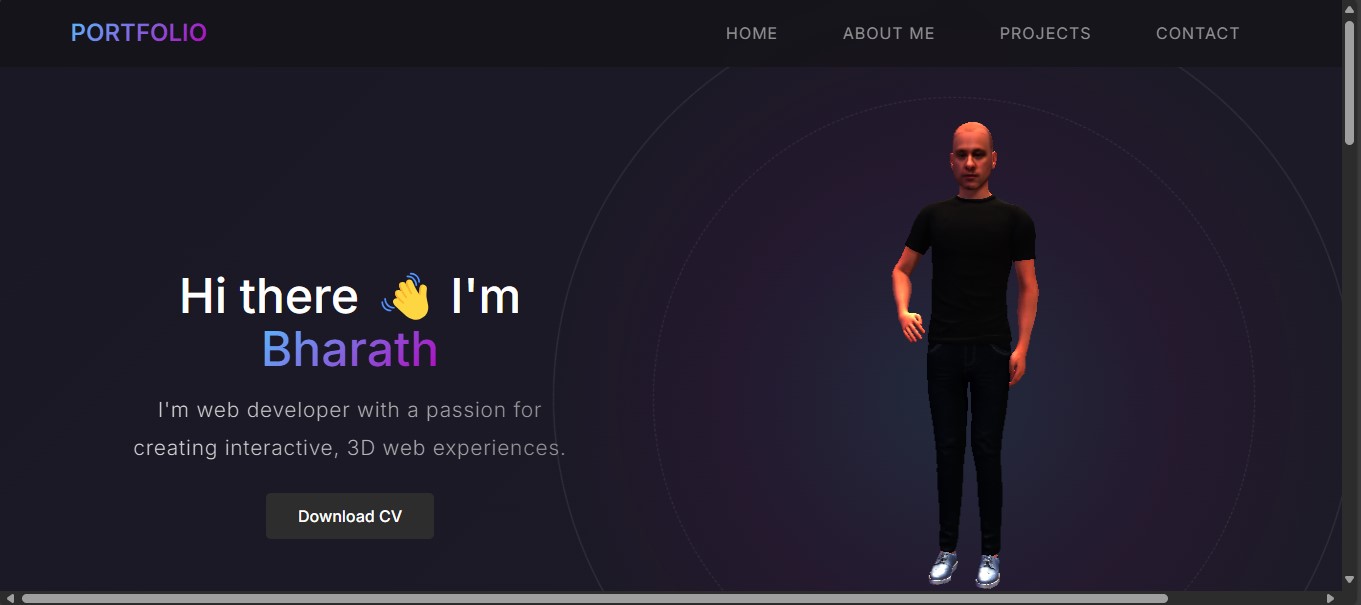 PORTFOLIO
HOME ABOUT ME PROJECTS CONTACT
Hi there 👋 I'm
Bharath
I'm web developer with a passion for
creating interactive, 3D web experiences.
Download CV